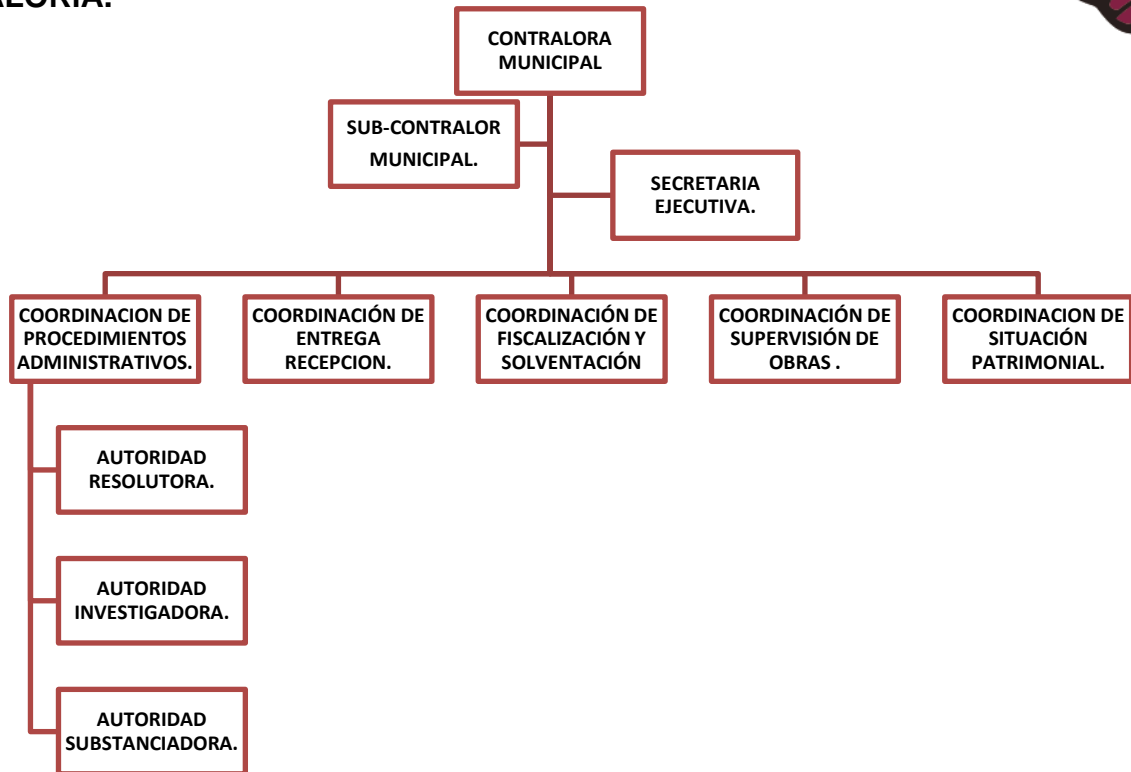 CONTRALORA
MUNICIPAL
SUB-CONTRALOR
MUNICIPAL.
SECRETARIA
EJECUTIVA.
COORDINACION DE
PROCEDIMIENTOS
ADMINISTRATIVOS.
COORDINACIÓN DE
ENTREGA
RECEPCION.
COORDINACIÓN DE
FISCALIZACIÓN Y
SOLVENTACIÓN
COORDINACIÓN DE
SUPERVISIÓN DE
OBRAS .
COORDINACION DE
SITUACIÓN
PATRIMONIAL.
AUTORIDAD
RESOLUTORA.
AUTORIDAD
INVESTIGADORA.
AUTORIDAD
SUBSTANCIADORA.